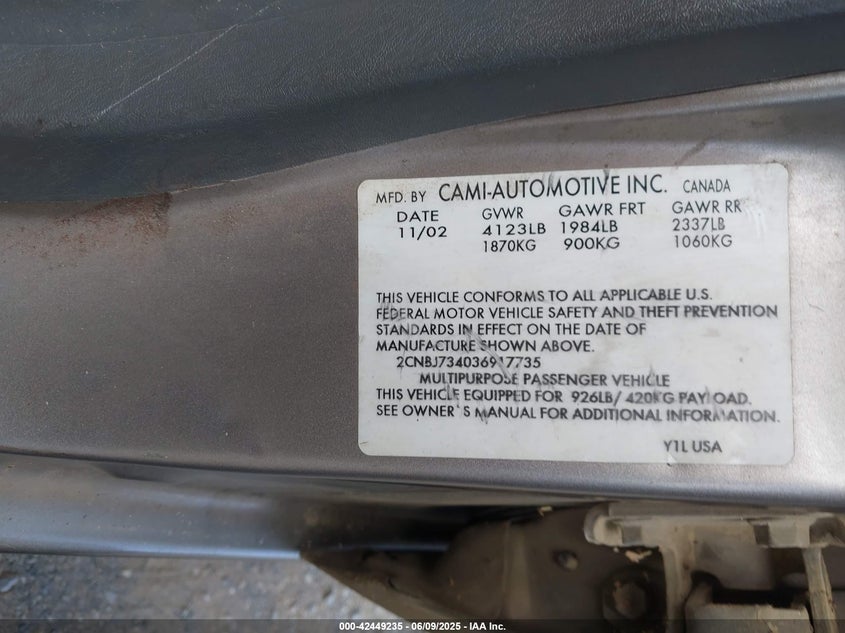 MFD. BY CAMI-AUTOMOTIVE INC. CANADA
DATE GVWR GAWR FRT GAWR RR
11/02 4123LB 1984LB 2337LB
1870KG 900KG 1060KG
THIS VEHICLE CONFORMS TO ALL APPLICABLE U.S.
FEDERAL MOTOR VEHICLE SAFETY AND THEFT PREVENTION
STANDARDS IN EFFECT ON THE DATE OF
MANUFACTURE SHOWN ABOVE.
2CNBJ734036917735
MULTIPURPOSE PASSENGER VEHICLE
THIS VEHICLE EQUIPPED FOR 926LB/ 420KG PAYLOAD.
SEE OWNER`S MANUAL FOR ADDITIONAL INFORMATION.
Y1L USA
000-42449235 - 06/09/2025 - IAA Inc.